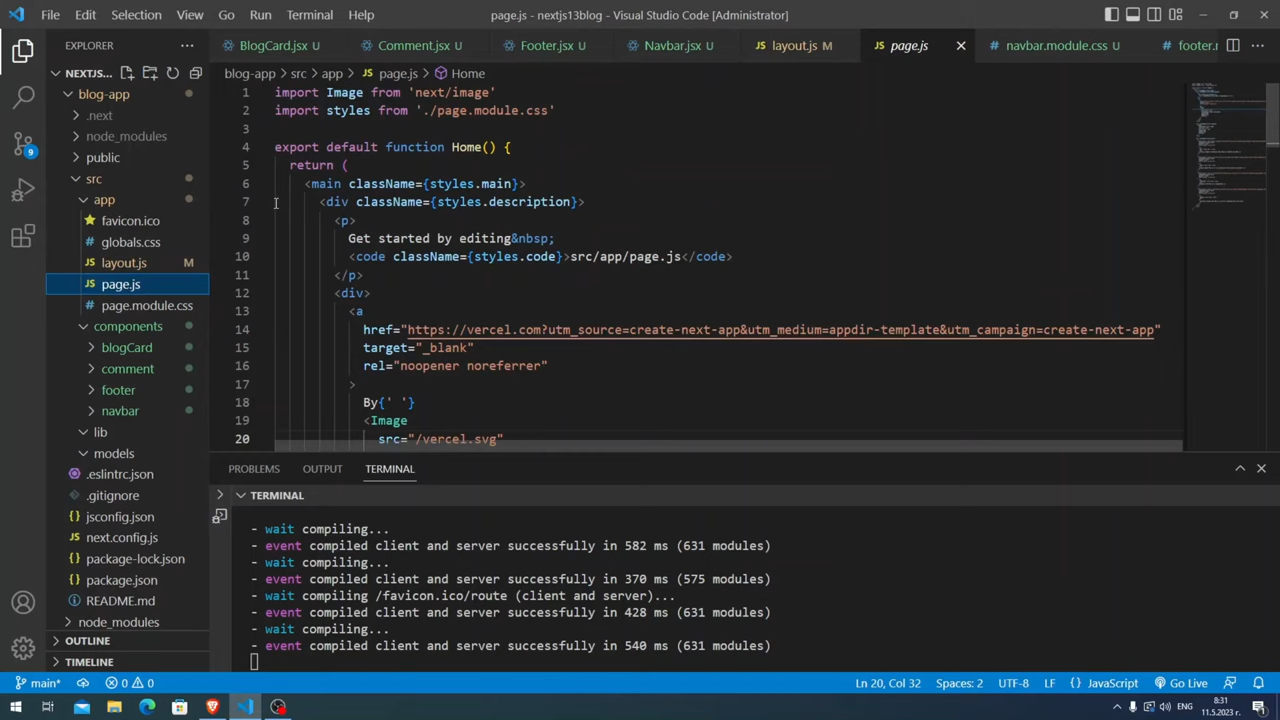 File Edit Selection View Go Run Terminal Help
page.js - nextjs13blog - Visual Studio Code [Administrator]
EXPLORER
BlogCard.jsx U
Comment.jsx U
Footer.jsx U
Navbar.jsx U
layout.js M
page.js
navbar.module.css U
footer.r
NEXTJS...
blog-app > src > app > page.js > Home
blog-app
.next
node_modules
public
src
app
favicon.ico
globals.css
layout.js M
page.js
page.module.css
components
blogCard
comment
footer
navbar
lib
models
.eslintrc.json
.gitignore
jsconfig.json
next.config.js
package-lock.json
package.json
README.md
node_modules
OUTLINE
TIMELINE
1 import Image from 'next/image'
2 import styles from './page.module.css'
3
4 export default function Home() {
5 return (
6 <main className={styles.main}>
7 <div className={styles.description}>
8 <p>
9 Get started by editing&nbsp;
10 <code className={styles.code}>src/app/page.js</code>
11 </p>
12 <div>
13 <a
14 href="https://vercel.com?utm_source=create-next-app&utm_medium=appdir-template&utm_campaign=create-next-app"
15 target="_blank"
16 rel="noopener noreferrer"
17 >
18 By{' '}
19 <Image
20 src="/vercel.svg"
PROBLEMS OUTPUT TERMINAL
TERMINAL
- wait compiling...
- event compiled client and server successfully in 582 ms (631 modules)
- wait compiling...
- event compiled client and server successfully in 370 ms (575 modules)
- wait compiling /favicon.ico/route (client and server)...
- event compiled client and server successfully in 428 ms (631 modules)
- wait compiling...
- event compiled client and server successfully in 540 ms (631 modules)
9
main* 0 0
Ln 20, Col 32 Spaces: 2 UTF-8 LF {} JavaScript Go Live
ENG
8:31
11.5.2023 г.
1